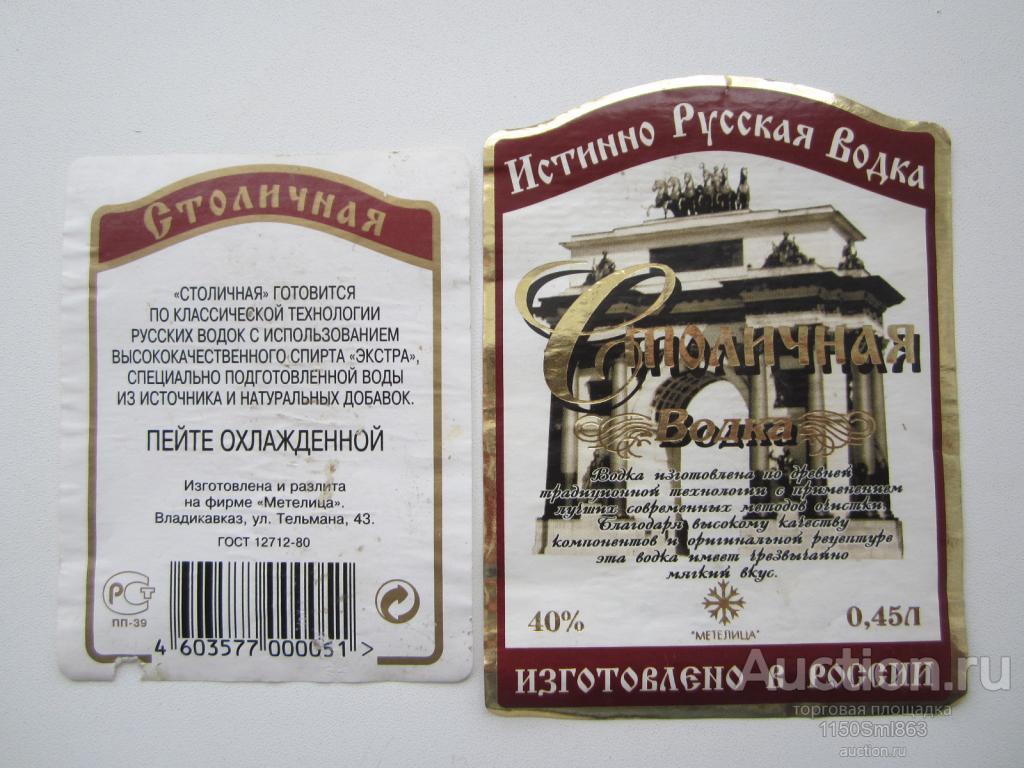 Столичная
«СТОЛИЧНАЯ» ГОТОВИТСЯ
ПО КЛАССИЧЕСКОЙ ТЕХНОЛОГИИ
РУССКИХ ВОДОК С ИСПОЛЬЗОВАНИЕМ
ВЫСОКОКАЧЕСТВЕННОГО СПИРТА «ЭКСТРА»,
СПЕЦИАЛЬНО ПОДГОТОВЛЕННОЙ ВОДЫ
ИЗ ИСТОЧНИКА И НАТУРАЛЬНЫХ ДОБАВОК.
ПЕЙТЕ ОХЛАЖДЕННОЙ
Изготовлена и разлита
на фирме «Метелица».
Владикавказ, ул. Тельмана, 43.
ГОСТ 12712-80
РСТ
ПП-39
4 603577 000051 >
Истинно Русская Водка
Столичная
Водка
Водка изготовлена по древней
традиционной технологии с применением
лучших современных методов очистки.
Благодаря высокому качеству
компонентов и оригинальной рецептуре
эта водка имеет чрезвычайно
мягкий вкус.
40%
"МЕТЕЛИЦА"
0,45Л
ИЗГОТОВЛЕНО В РОССИИ
Auction.ru
торговая площадка
1150Sml863
auction.ru